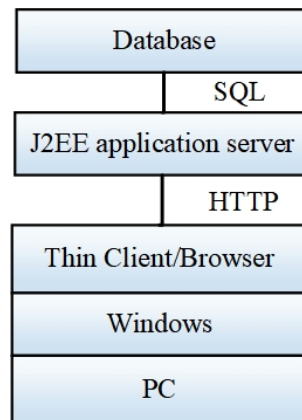 Database
SQL
J2EE application server
HTTP
Thin Client/Browser
Windows
PC